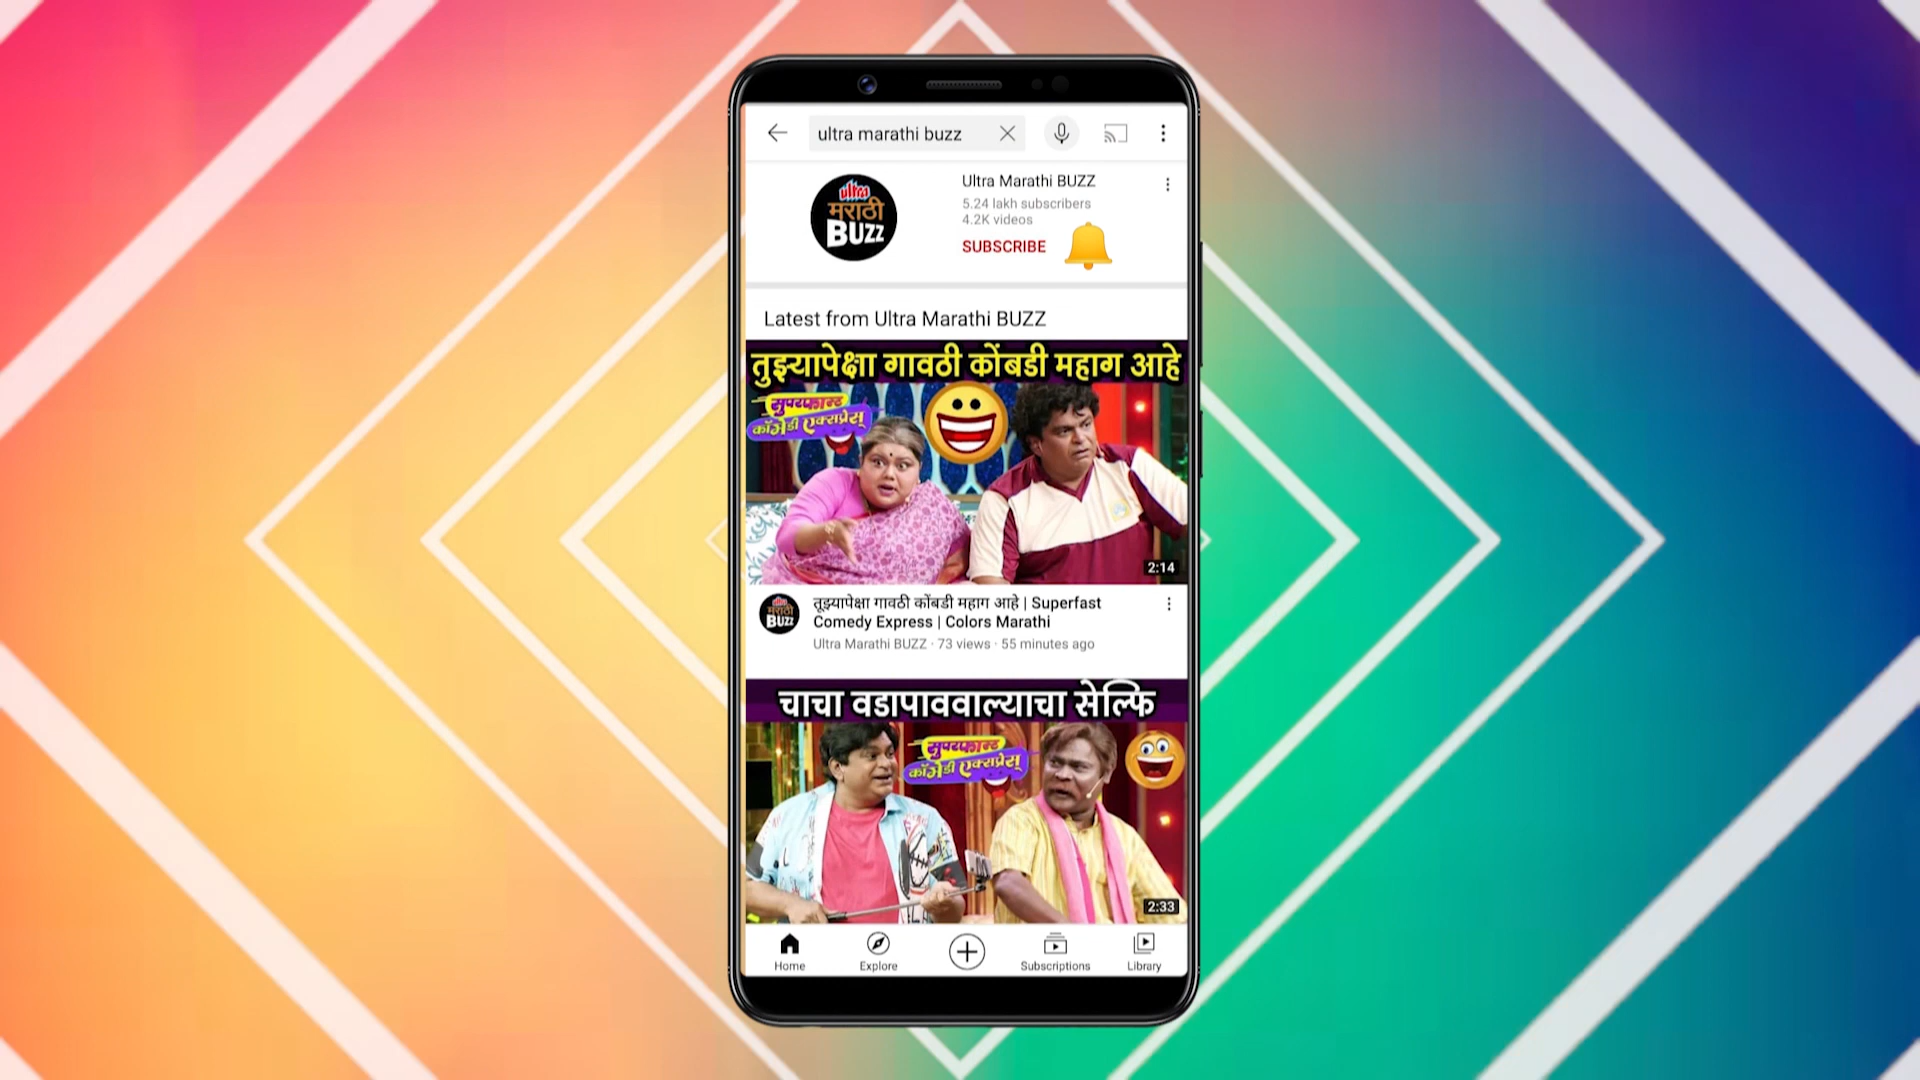 ultra marathi buzz
ultra
मराठी
BUZZ
Ultra Marathi BUZZ
5.24 lakh subscribers
4.2K videos
SUBSCRIBE
Latest from Ultra Marathi BUZZ
तुझ्यापेक्षा गावठी कोंबडी महाग आहे
सुपरफास्ट
कॉमेडी एक्सप्रेस्
2:14
ultra
मराठी
BUZZ
तूझ्यापेक्षा गावठी कोंबडी महाग आहे | Superfast
Comedy Express | Colors Marathi
Ultra Marathi BUZZ · 73 views · 55 minutes ago
चाचा वडापाववाल्याचा सेल्फि
सुपरफास्ट
कॉमेडी एक्सप्रेस्
2:33
Home
Explore
Subscriptions
Library